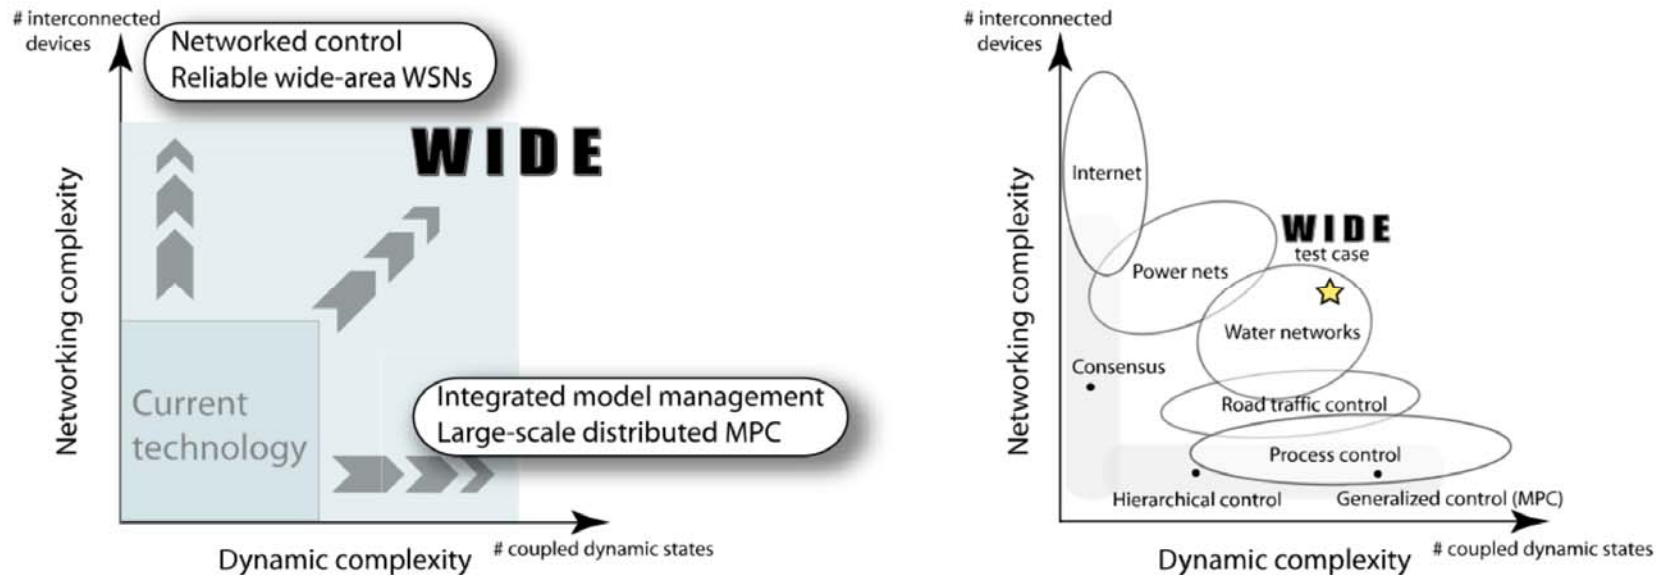 # interconnected
devices
Networked control
Reliable wide-area WSNs
WIDE
Networking complexity
Current
technology
Integrated model management
Large-scale distributed MPC
Dynamic complexity
# coupled dynamic states
# interconnected
devices
Internet
WIDE
test case
Power nets
Networking complexity
Water networks
Consensus
Road traffic control
Process control
Hierarchical control
Generalized control (MPC)
Dynamic complexity
# coupled dynamic states